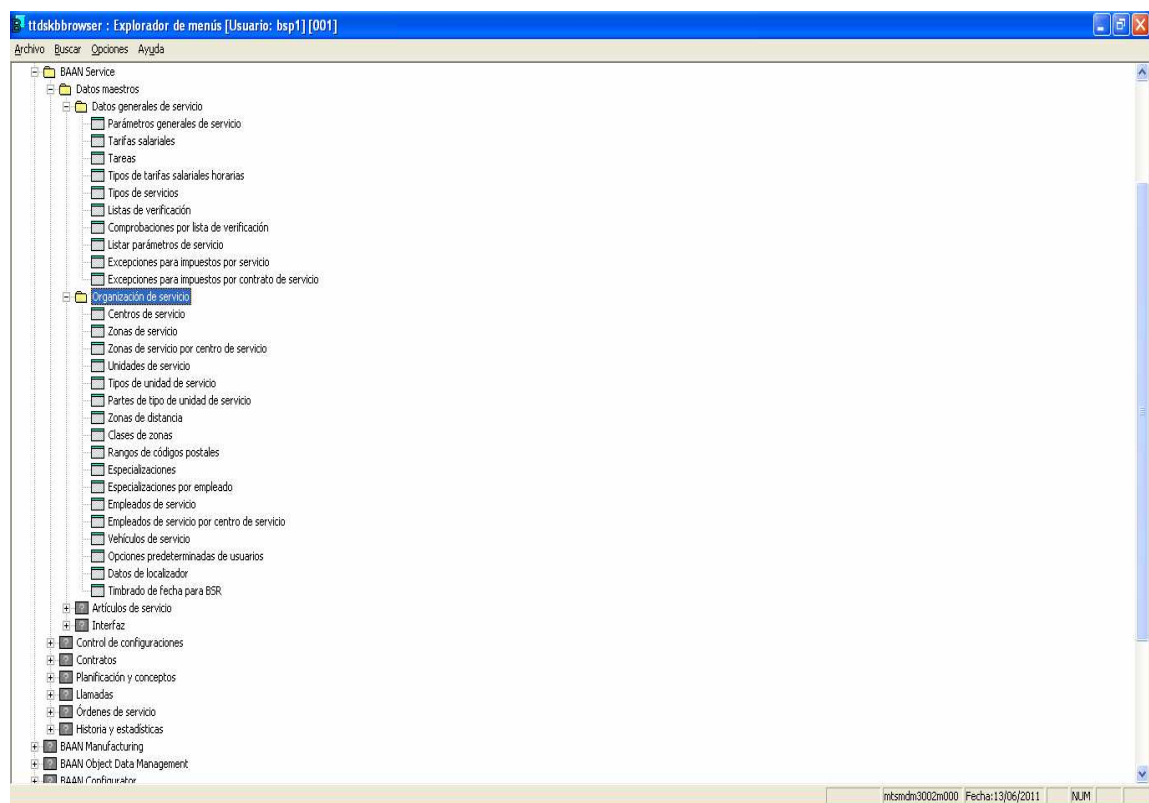 ttdskbbrowser : Explorador de menús [Usuario: bsp1] [001]
Archivo Buscar Opciones Ayuda
BAAN Service
Datos maestros
Datos generales de servicio
Parámetros generales de servicio
Tarifas salariales
Tareas
Tipos de tarifas salariales horarias
Tipos de servicios
Listas de verificación
Comprobaciones por lista de verificación
Listar parámetros de servicio
Excepciones para impuestos por servicio
Excepciones para impuestos por contrato de servicio
Organización de servicio
Centros de servicio
Zonas de servicio
Zonas de servicio por centro de servicio
Unidades de servicio
Tipos de unidad de servicio
Partes de tipo de unidad de servicio
Zonas de distancia
Clases de zonas
Rangos de códigos postales
Especializaciones
Especializaciones por empleado
Empleados de servicio
Empleados de servicio por centro de servicio
Vehículos de servicio
Opciones predeterminadas de usuarios
Datos de localizador
Timbrado de fecha para BSR
Artículos de servicio
Interfaz
Control de configuraciones
Contratos
Planificación y conceptos
Llamadas
Órdenes de servicio
Historia y estadísticas
BAAN Manufacturing
BAAN Object Data Management
BAAN Configurator
mtsmdm3002m000 Fecha:13/06/2011 NUM